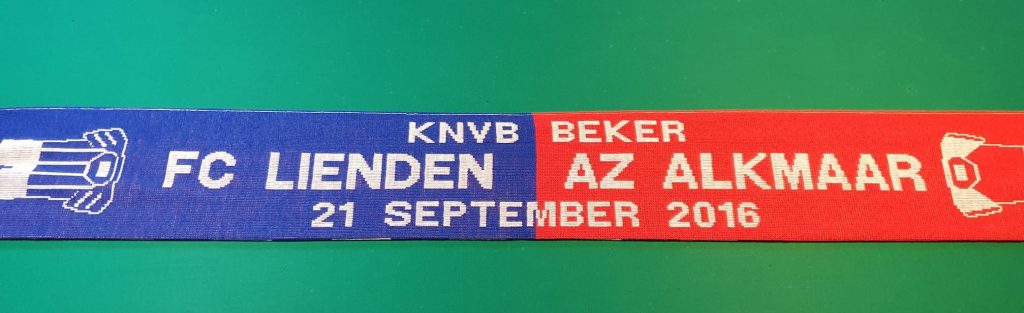 KNVB BEKER
FC LIENDEN AZ ALKMAAR
21 SEPTEMBER 2016